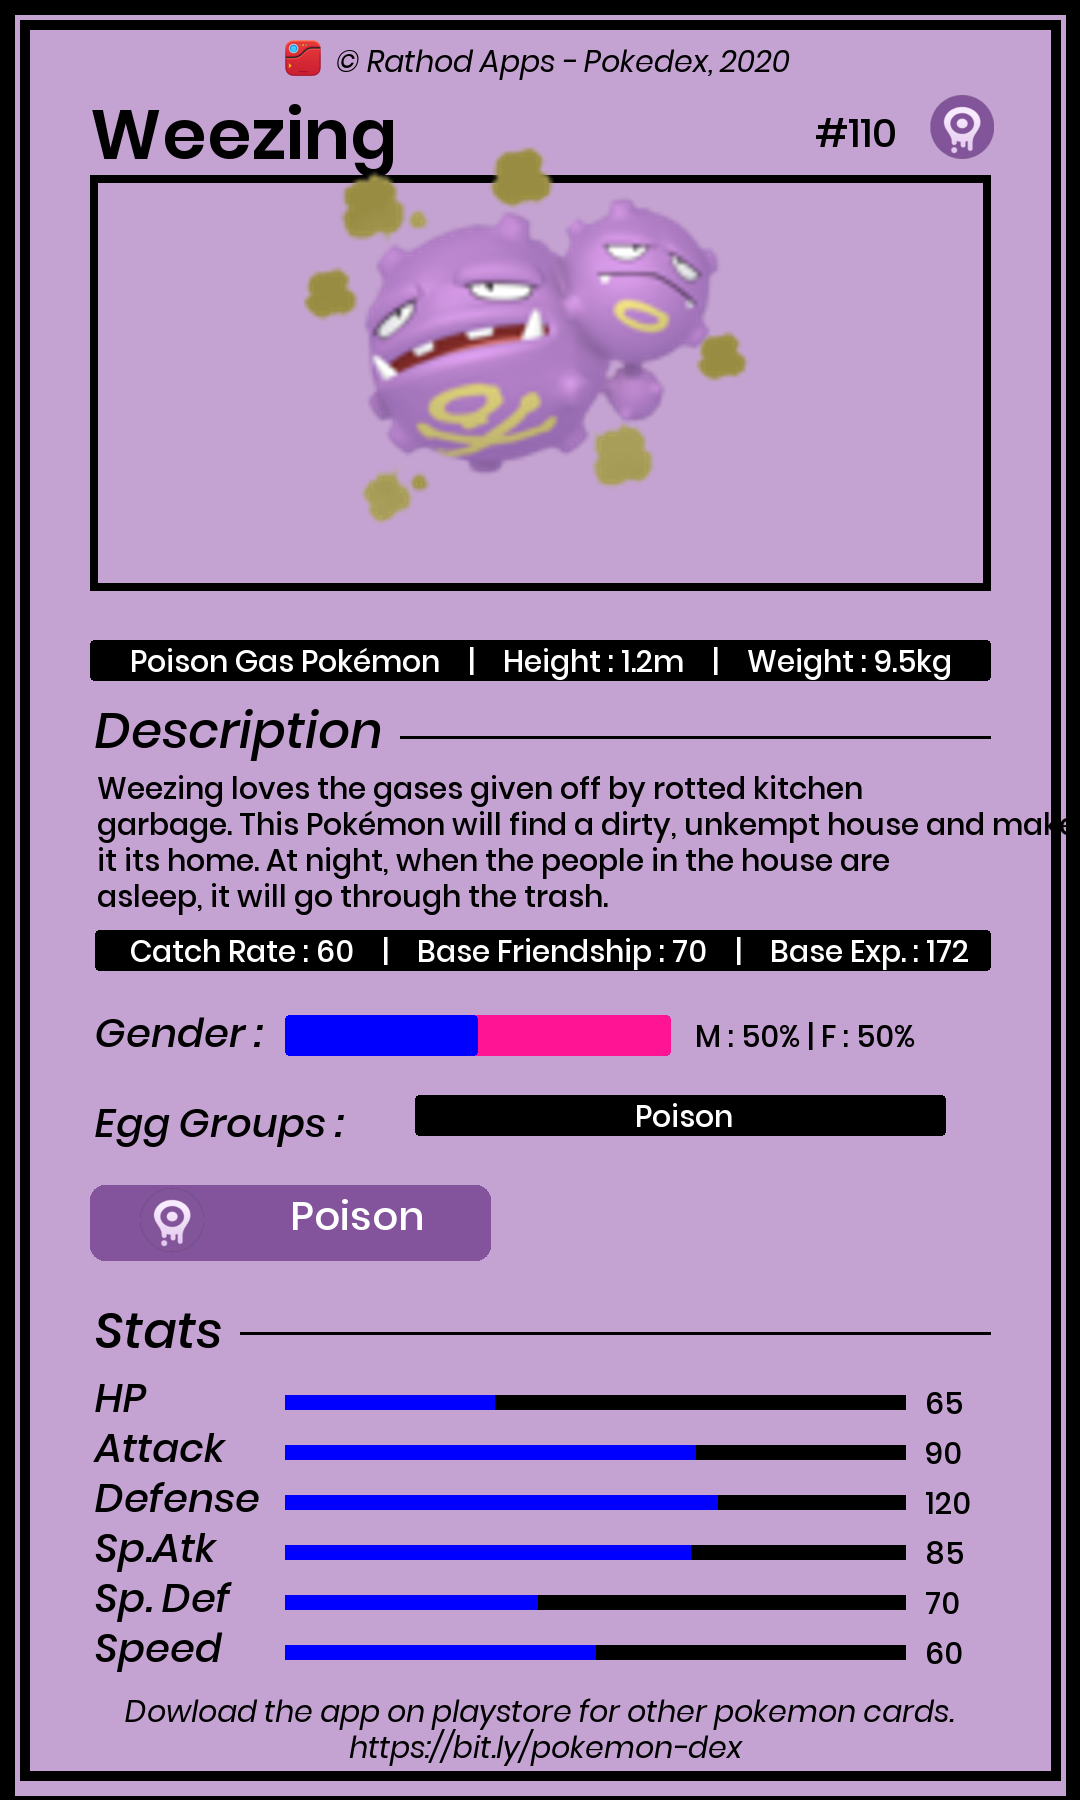 © Rathod Apps - Pokedex, 2020
Weezing
#110
Poison Gas Pokémon | Height : 1.2m | Weight : 9.5kg
Description
Weezing loves the gases given off by rotted kitchen
garbage. This Pokémon will find a dirty, unkempt house and make
it its home. At night, when the people in the house are
asleep, it will go through the trash.
Catch Rate : 60 | Base Friendship : 70 | Base Exp. : 172
Gender : M : 50% | F : 50%
Egg Groups : Poison
Poison
Stats
HP 65
Attack 90
Defense 120
Sp.Atk 85
Sp. Def 70
Speed 60
Dowload the app on playstore for other pokemon cards.
https://bit.ly/pokemon-dex